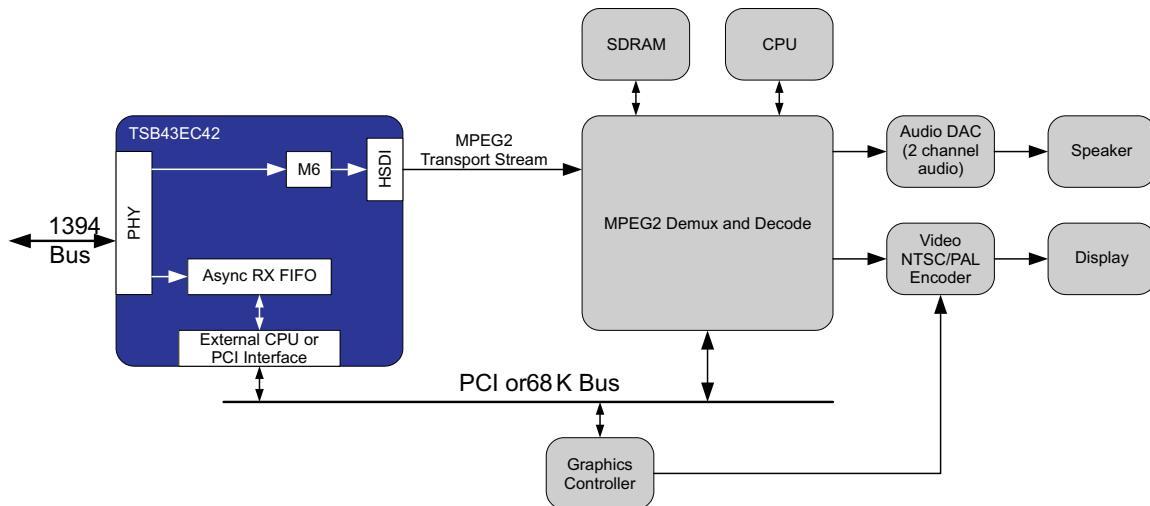 SDRAM
CPU
TSB43EC42
MPEG2
Transport Stream
M6
HSDI
PHY
1394
Bus
Async RX FIFO
External CPU or
PCI Interface
MPEG2 Demux and Decode
Audio DAC
(2 channel
audio)
Speaker
Video
NTSC/PAL
Encoder
Display
PCI or68K Bus
Graphics
Controller